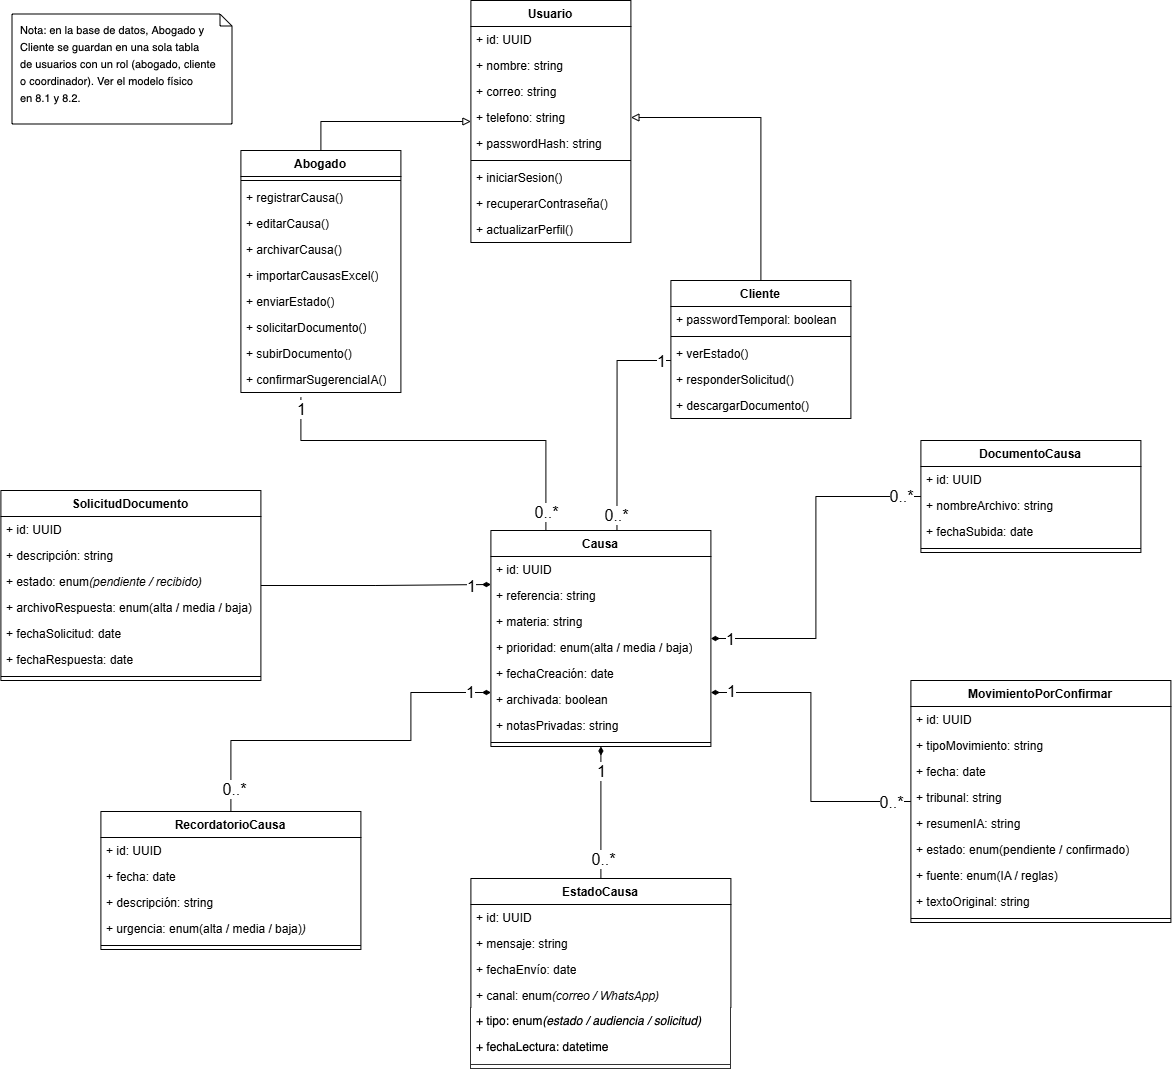 Nota: en la base de datos, Abogado y
Cliente se guardan en una sola tabla
de usuarios con un rol (abogado, cliente
o coordinador). Ver el modelo físico
en 8.1 y 8.2.
Usuario
+ id: UUID
+ nombre: string
+ correo: string
+ telefono: string
+ passwordHash: string
+ iniciarSesion()
+ recuperarContraseña()
+ actualizarPerfil()
Abogado
+ registrarCausa()
+ editarCausa()
+ archivarCausa()
+ importarCausasExcel()
+ enviarEstado()
+ solicitarDocumento()
+ subirDocumento()
+ confirmarSugerenciaIA()
1
Cliente
+ passwordTemporal: boolean
+ verEstado()
+ responderSolicitud()
+ descargarDocumento()
1
0..*
0..*
SolicitudDocumento
+ id: UUID
+ descripción: string
+ estado: enum(pendiente / recibido)
+ archivoRespuesta: enum(alta / media / baja)
+ fechaSolicitud: date
+ fechaRespuesta: date
1
Causa
+ id: UUID
+ referencia: string
+ materia: string
+ prioridad: enum(alta / media / baja)
+ fechaCreación: date
+ archivada: boolean
+ notasPrivadas: string
DocumentoCausa
+ id: UUID
+ nombreArchivo: string
+ fechaSubida: date
0..*
1
1
1
1
MovimientoPorConfirmar
+ id: UUID
+ tipoMovimiento: string
+ fecha: date
+ tribunal: string
+ resumenIA: string
+ estado: enum(pendiente / confirmado)
+ fuente: enum(IA / reglas)
+ textoOriginal: string
0..*
0..*
RecordatorioCausa
+ id: UUID
+ fecha: date
+ descripción: string
+ urgencia: enum(alta / media / baja))
0..*
EstadoCausa
+ id: UUID
+ mensaje: string
+ fechaEnvío: date
+ canal: enum(correo / WhatsApp)
+ tipo: enum(estado / audiencia / solicitud)
+ fechaLectura: datetime